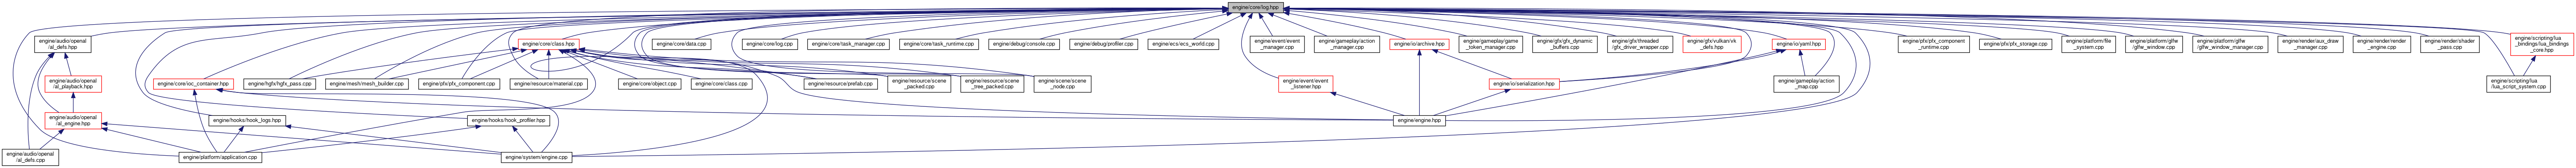 engine/core/log.hpp
engine/audio/openal
/al_defs.hpp
engine/core/class.hpp
engine/core/data.cpp
engine/core/log.cpp
engine/core/task_manager.cpp
engine/core/task_runtime.cpp
engine/debug/console.cpp
engine/debug/profiler.cpp
engine/ecs/ecs_world.cpp
engine/event/event
_manager.cpp
engine/gameplay/action
_manager.cpp
engine/io/archive.hpp
engine/gameplay/game
_token_manager.cpp
engine/gfx/gfx_dynamic
_buffers.cpp
engine/gfx/threaded
/gfx_driver_wrapper.cpp
engine/gfx/vulkan/vk
_defs.hpp
engine/io/yaml.hpp
engine/pfx/pfx_component
_runtime.cpp
engine/pfx/pfx_storage.cpp
engine/platform/file
_system.cpp
engine/platform/glfw
/glfw_window.cpp
engine/platform/glfw
/glfw_window_manager.cpp
engine/render/aux_draw
_manager.cpp
engine/render/render
_engine.cpp
engine/render/shader
_pass.cpp
engine/scripting/lua
_bindings/lua_bindings
_core.hpp
engine/audio/openal
/al_playback.hpp
engine/core/ioc_container.hpp
engine/hgfx/hgfx_pass.cpp
engine/mesh/mesh_builder.cpp
engine/pfx/pfx_component.cpp
engine/resource/material.cpp
engine/core/object.cpp
engine/core/class.cpp
engine/resource/prefab.cpp
engine/resource/scene
_packed.cpp
engine/resource/scene
_tree_packed.cpp
engine/scene/scene
_node.cpp
engine/event/event
_listener.hpp
engine/io/serialization.hpp
engine/gameplay/action
_map.cpp
engine/scripting/lua
/lua_script_system.cpp
engine/audio/openal
/al_engine.hpp
engine/hooks/hook_logs.hpp
engine/hooks/hook_profiler.hpp
engine/engine.hpp
engine/audio/openal
/al_defs.cpp
engine/platform/application.cpp
engine/system/engine.cpp